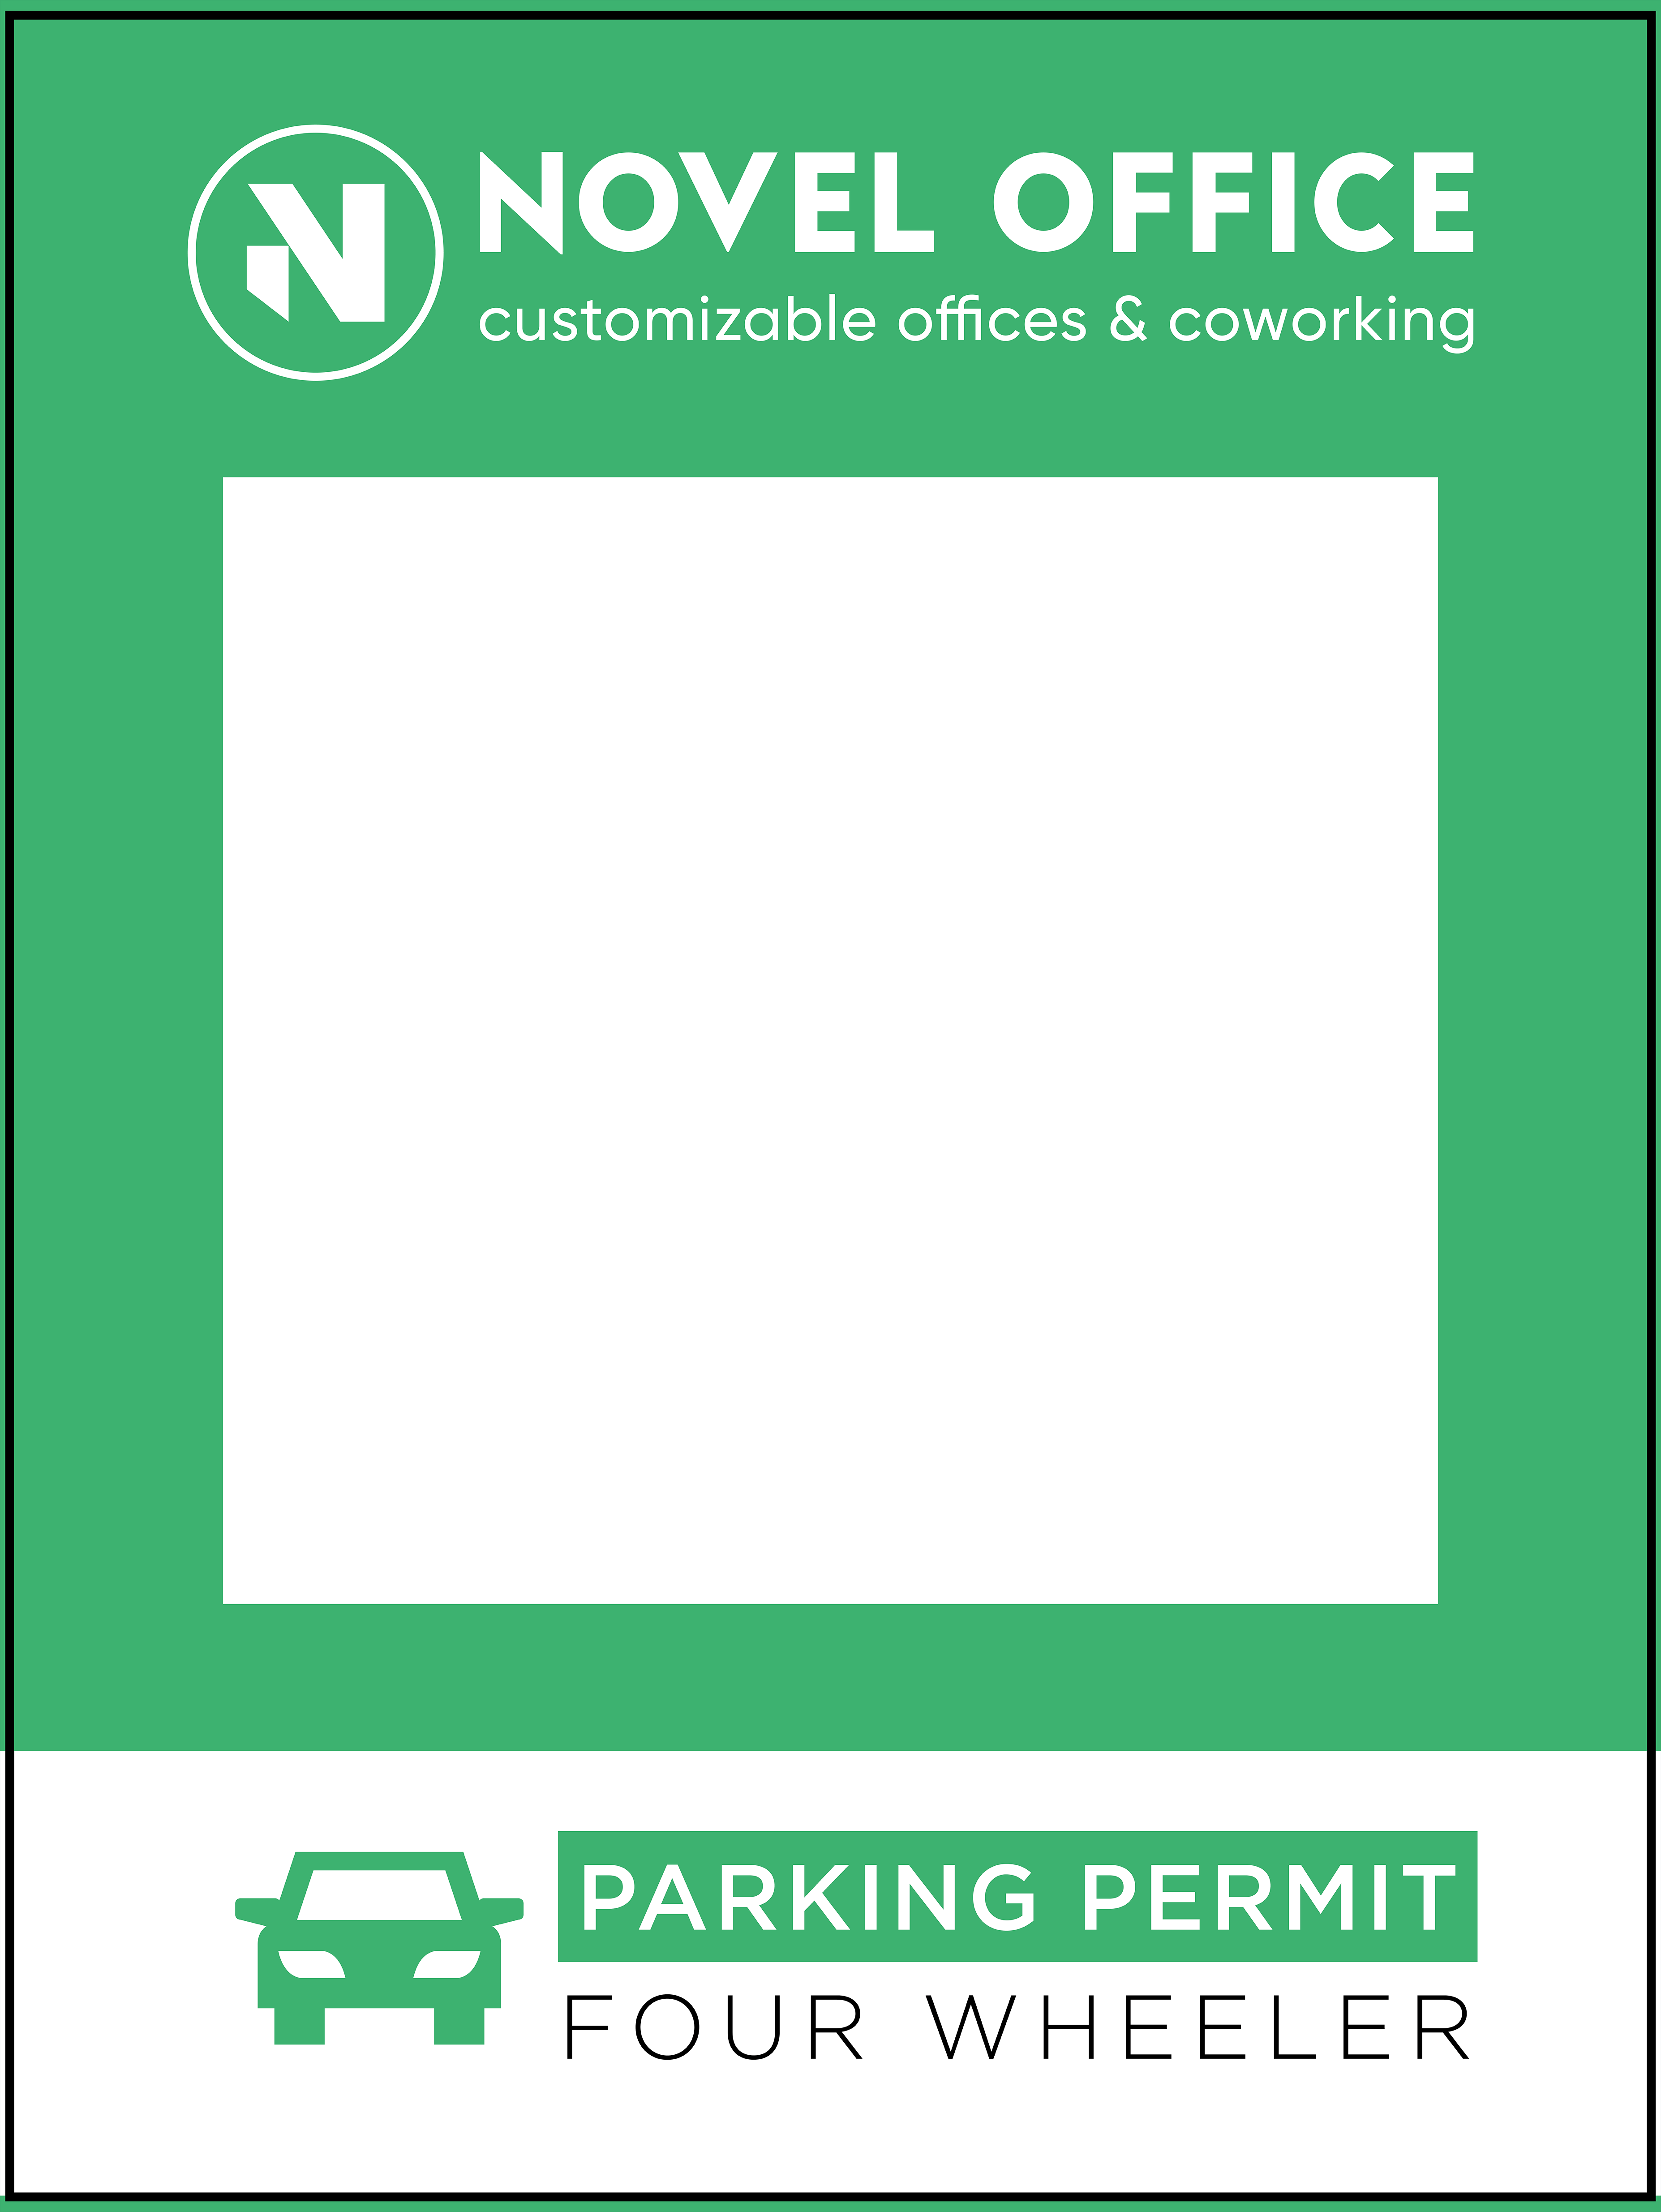 NOVEL OFFICE
customizable offices & coworking
PARKING PERMIT
FOUR WHEELER